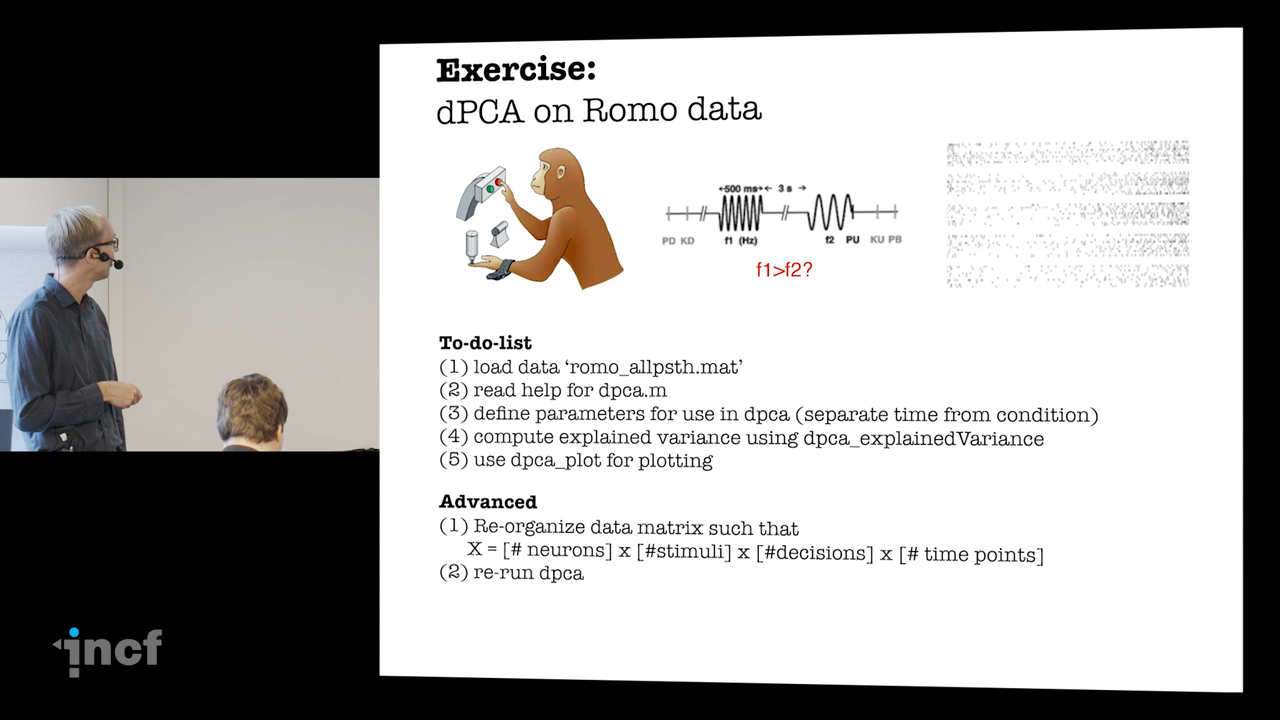 Exercise:
dPCA on Romo data
←500 ms→← 3 s →
PD KD f1 (Hz) f2 PU KU PB
f1>f2?
To-do-list
(1) load data ‘romo_allpsth.mat’
(2) read help for dpca.m
(3) define parameters for use in dpca (separate time from condition)
(4) compute explained variance using dpca_explainedVariance
(5) use dpca_plot for plotting
Advanced
(1) Re-organize data matrix such that
X = [# neurons] x [#stimuli] x [#decisions] x [# time points]
(2) re-run dpca
incf